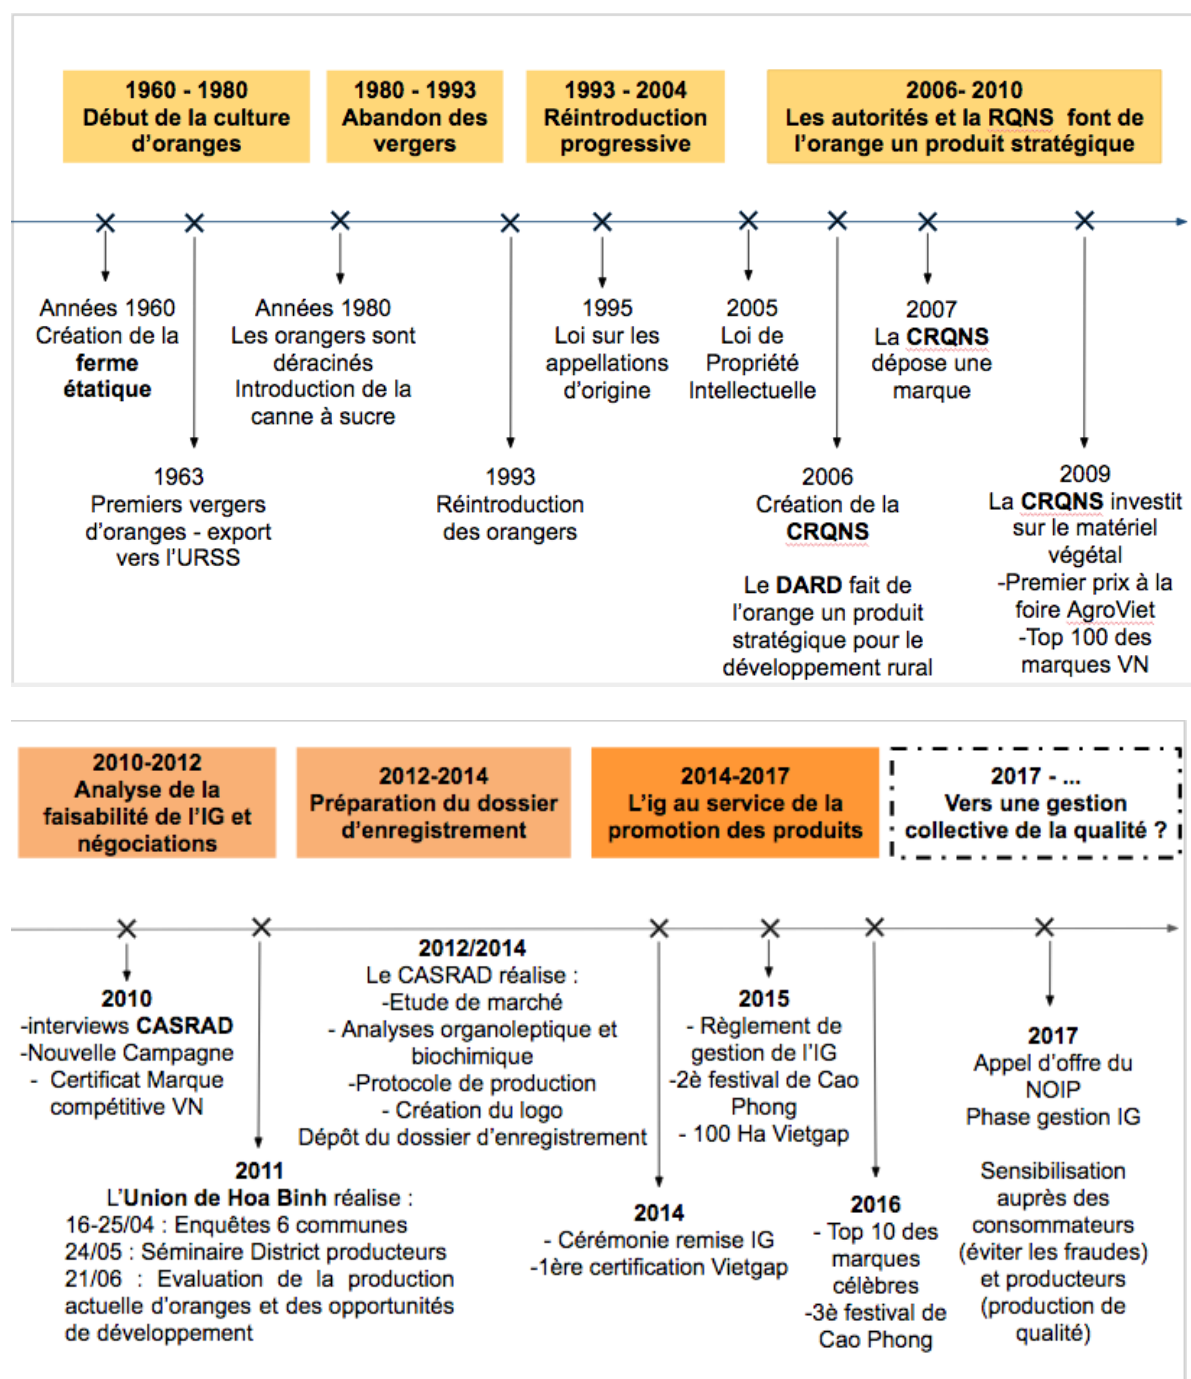 1960 - 1980
Début de la culture
d'oranges
1980 - 1993
Abandon des
vergers
1993 - 2004
Réintroduction
progressive
2006- 2010
Les autorités et la RQNS font de
l'orange un produit stratégique
Années 1960
Création de la
ferme
étatique
Années 1980
Les orangers sont
déracinés
Introduction de la
canne à sucre
1995
Loi sur les
appellations
d'origine
2005
Loi de
Propriété
Intellectuelle
2007
La CRQNS
dépose une
marque
1963
Premiers vergers
d'oranges - export
vers l'URSS
1993
Réintroduction
des orangers
2006
Création de la
CRQNS
Le DARD fait de
l'orange un produit
stratégique pour le
développement rural
2009
La CRQNS investit
sur le matériel
végétal
-Premier prix à la
foire AgroViet
-Top 100 des
marques VN
2010-2012
Analyse de la
faisabilité de l'IG et
négociations
2012-2014
Préparation du dossier
d'enregistrement
2014-2017
L'ig au service de la
promotion des produits
2017 - ...
Vers une gestion
collective de la qualité ?
2010
-interviews CASRAD
-Nouvelle Campagne
- Certificat Marque
compétitive VN
2011
L'Union de Hoa Binh réalise :
16-25/04 : Enquêtes 6 communes
24/05 : Séminaire District producteurs
21/06 : Evaluation de la production
actuelle d'oranges et des opportunités
de développement
2012/2014
Le CASRAD réalise :
-Etude de marché
- Analyses organoleptique et
biochimique
-Protocole de production
- Création du logo
Dépôt du dossier d'enregistrement
2014
- Cérémonie remise IG
-1ère certification Vietgap
2015
- Règlement de
gestion de l'IG
-2è festival de Cao
Phong
- 100 Ha Vietgap
2016
- Top 10 des
marques
célèbres
-3è festival de
Cao Phong
2017
Appel d'offre du
NOIP
Phase gestion IG
Sensibilisation
auprès des
consommateurs
(éviter les fraudes)
et producteurs
(production de
qualité)